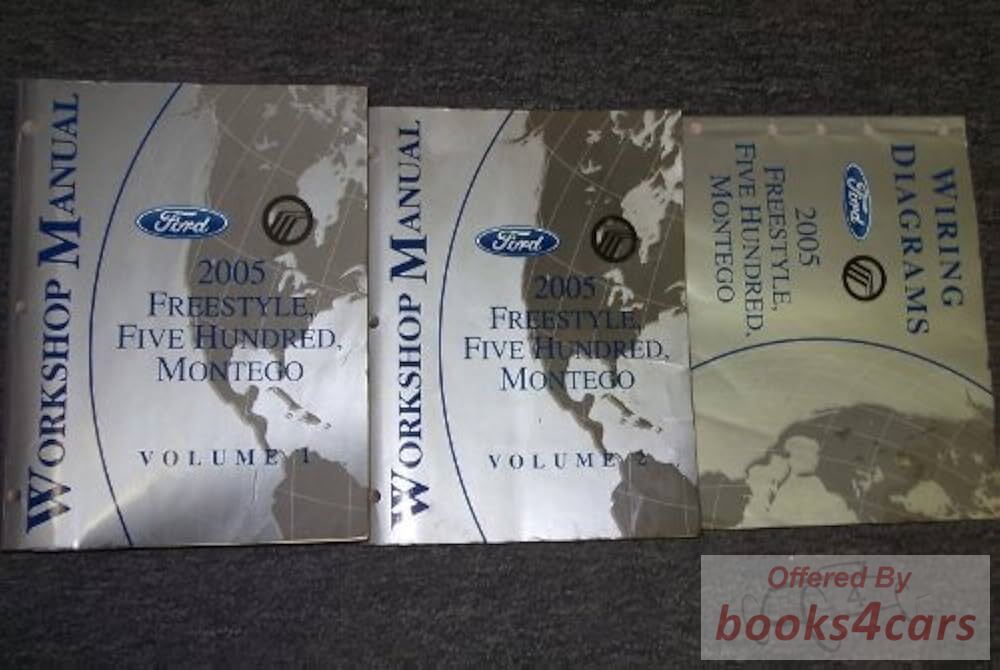 WORKSHOP MANUAL
Ford
2005
FREESTYLE,
FIVE HUNDRED,
MONTEGO
VOLUME 1
WORKSHOP MANUAL
Ford
2005
FREESTYLE,
FIVE HUNDRED,
MONTEGO
VOLUME 2
WIRING
DIAGRAMS
Ford
2005
FREESTYLE,
FIVE HUNDRED,
MONTEGO
Offered By
books4cars